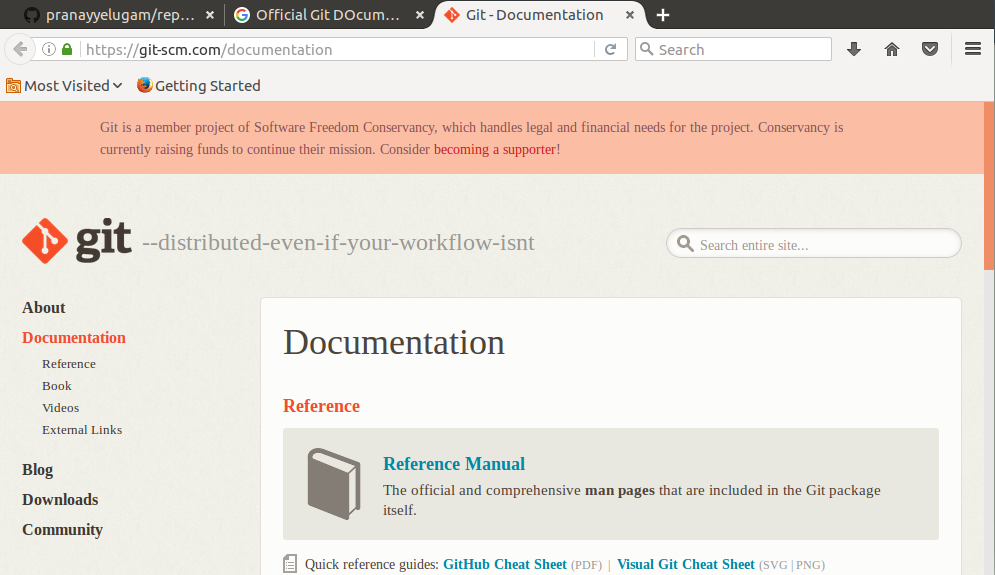 pranayyelugam/rep...
Official Git DOcum...
Git - Documentation
https://git-scm.com/documentation
Search
Most Visited
Getting Started
Git is a member project of Software Freedom Conservancy, which handles legal and financial needs for the project. Conservancy is
currently raising funds to continue their mission. Consider becoming a supporter!
git --distributed-even-if-your-workflow-isnt
Search entire site...
About
Documentation
Reference
Book
Videos
External Links
Blog
Downloads
Community
Documentation
Reference
Reference Manual
The official and comprehensive man pages that are included in the Git package
itself.
Quick reference guides: GitHub Cheat Sheet (PDF) | Visual Git Cheat Sheet (SVG | PNG)